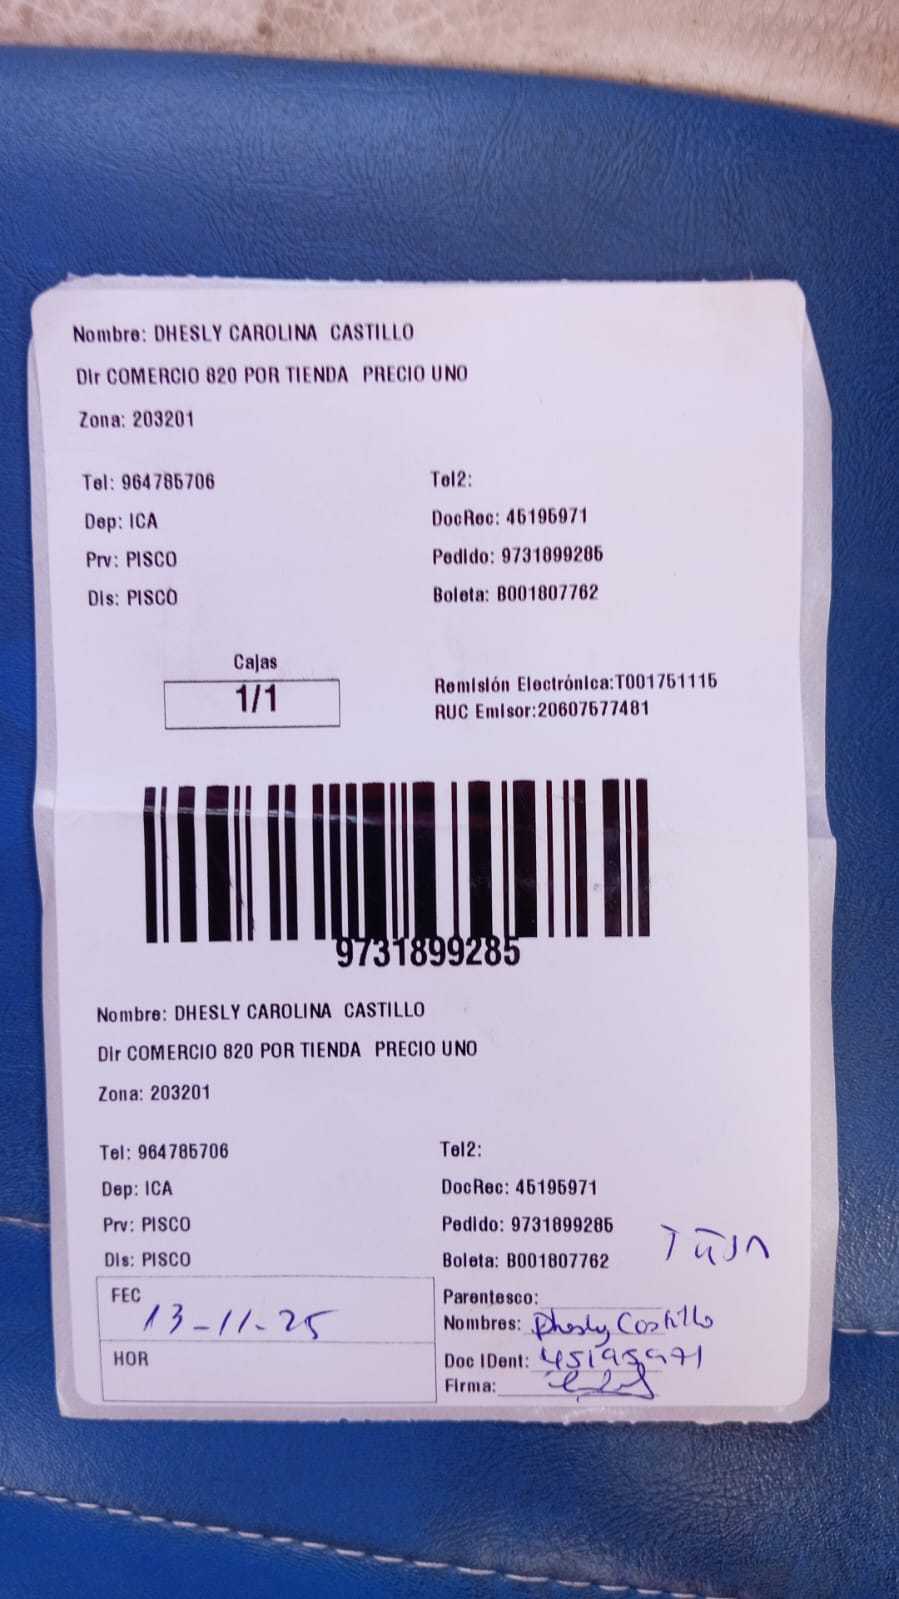 Nombre: DHESLY CAROLINA CASTILLO
Dir COMERCIO 820 POR TIENDA PRECIO UNO
Zona: 203201
Tel: 964785706 Tel2:
Dep: ICA DocRec: 45195971
Prv: PISCO Pedido: 9731899285
Dis: PISCO Boleta: B001807762
Cajas
1/1
Remisión Electrónica:T001751115
RUC Emisor:20607577481
9731899285
Nombre: DHESLY CAROLINA CASTILLO
Dir COMERCIO 820 POR TIENDA PRECIO UNO
Zona: 203201
Tel: 964785706 Tel2:
Dep: ICA DocRec: 45195971
Prv: PISCO Pedido: 9731899285
Dis: PISCO Boleta: B001807762
FEC 13-11-25
HOR
Parentesco:
Nombres: Dhesly Castillo
Doc IDent: 45195971
Firma: